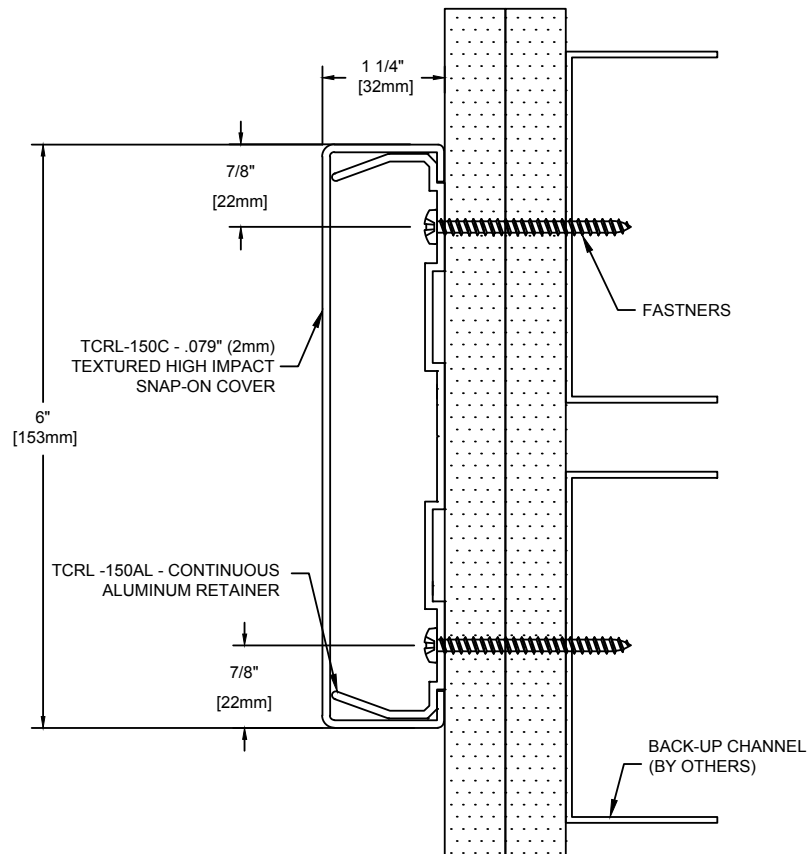 1 1/4"
[32mm]
7/8"
[22mm]
FASTNERS
TCRL-150C - .079" (2mm)
TEXTURED HIGH IMPACT
SNAP-ON COVER
6"
[153mm]
TCRL -150AL - CONTINUOUS
ALUMINUM RETAINER
7/8"
[22mm]
BACK-UP CHANNEL
(BY OTHERS)